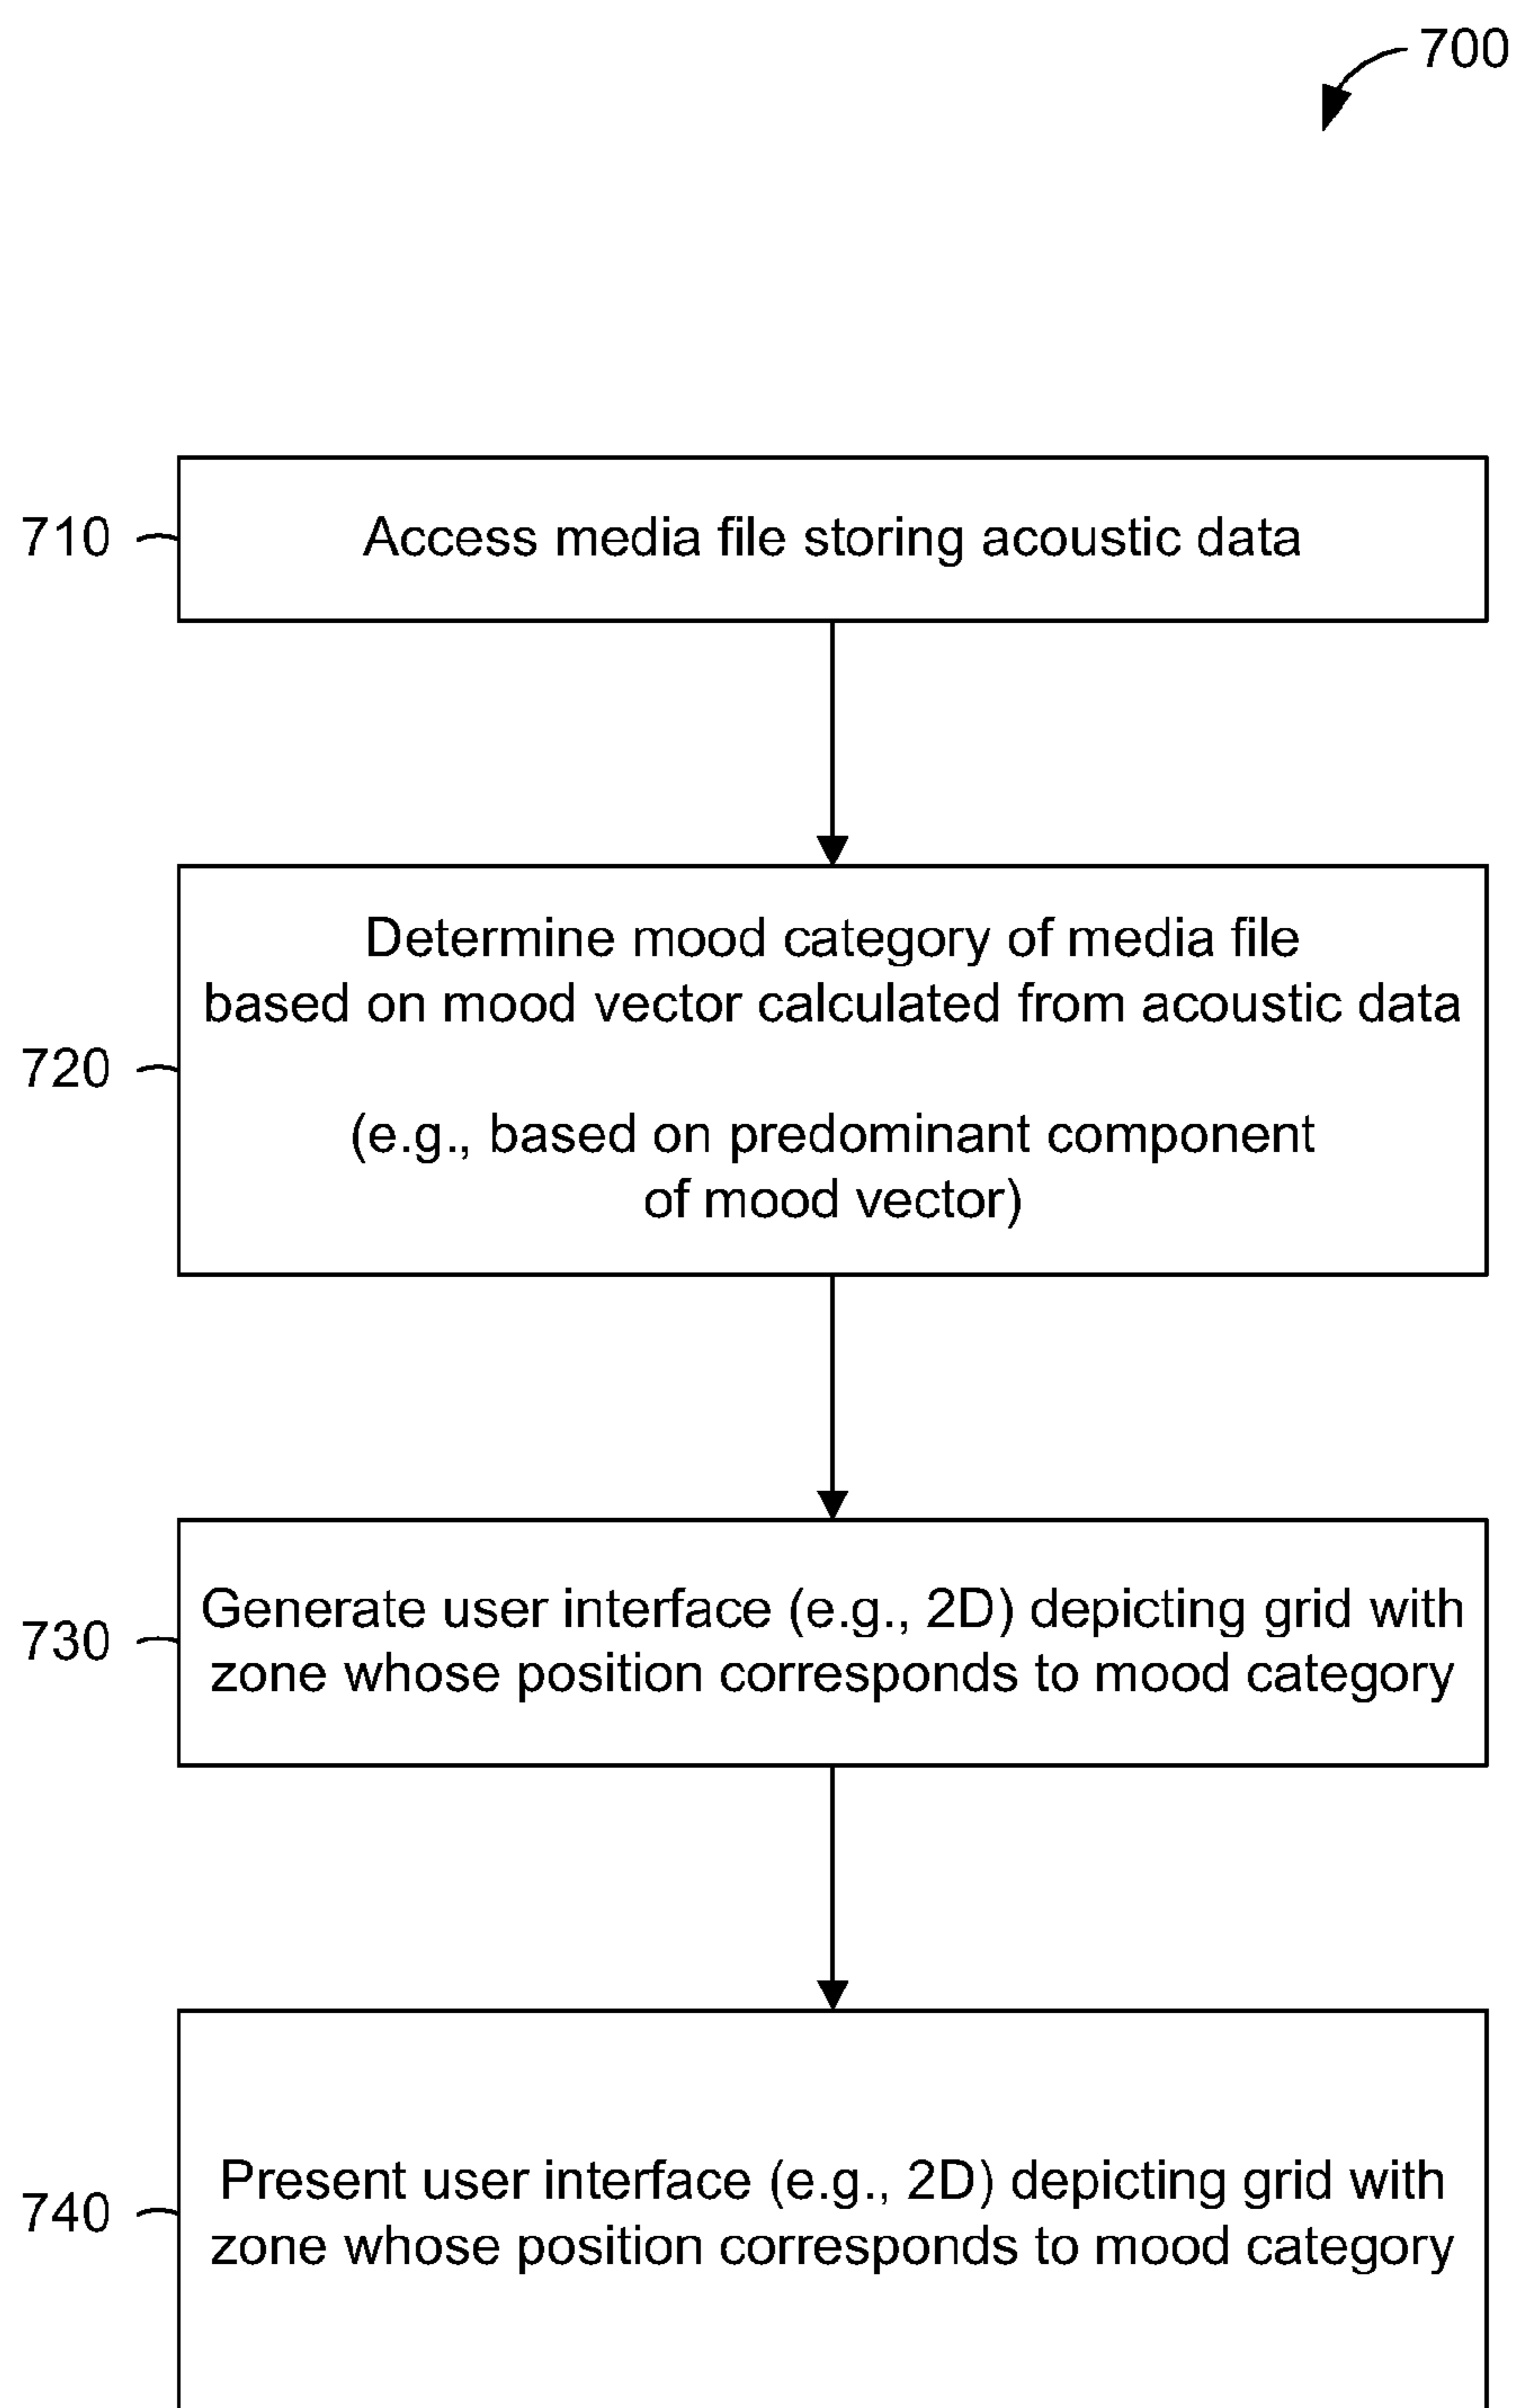 700
710
Access media file storing acoustic data
Determine mood category of media file
based on mood vector calculated from acoustic data
720
(e.g., based on predominant component
of mood vector)
730
Generate user interface (e.g., 2D) depicting grid with
zone whose position corresponds to mood category
740
Present user interface (e.g., 2D) depicting grid with
zone whose position corresponds to mood category